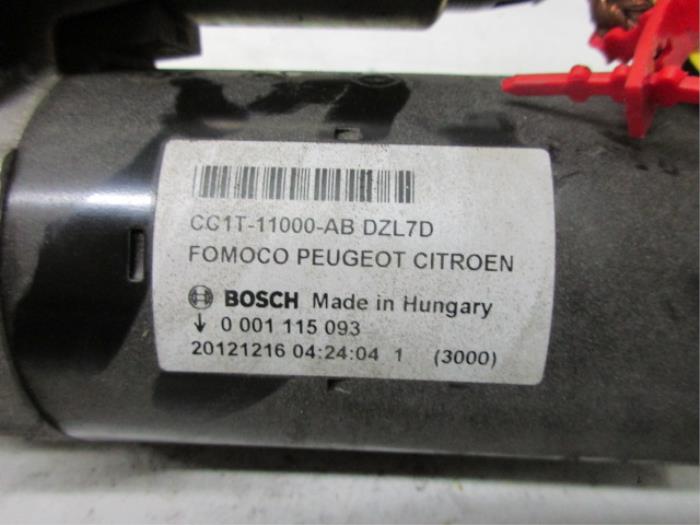 CC1T-11000-AB DZL7D
FOMOCO PEUGEOT CITROEN
BOSCH Made in Hungary
↓ 0 001 115 093
20121216 04:24:04 1 (3000)